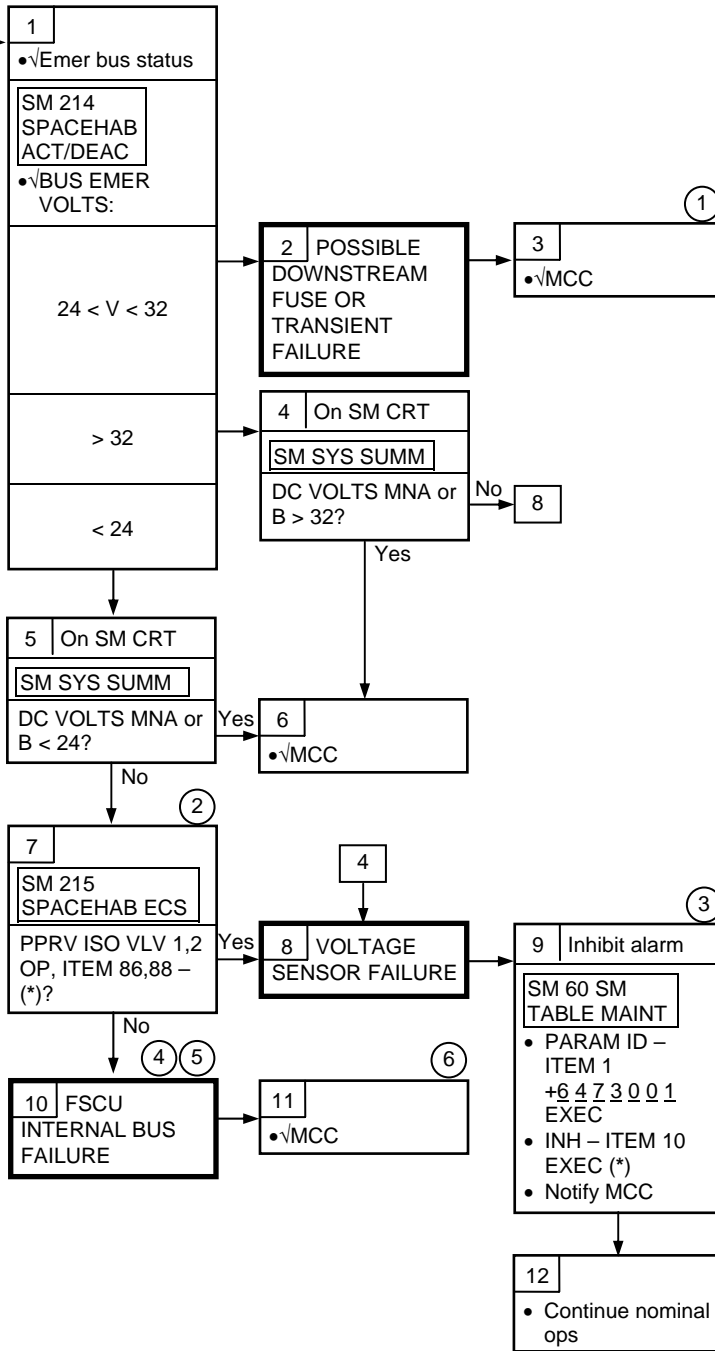 1
•√Emer bus status
SM 214
SPACEHAB
ACT/DEAC
•√BUS EMER
VOLTS:
24 < V < 32
> 32
< 24
2 POSSIBLE
DOWNSTREAM
FUSE OR
TRANSIENT
FAILURE
1
3
•√MCC
4 On SM CRT
SM SYS SUMM
DC VOLTS MNA or
B > 32?
No
8
Yes
5 On SM CRT
SM SYS SUMM
DC VOLTS MNA or
B < 24?
Yes
No
6
•√MCC
2
7
SM 215
SPACEHAB ECS
PPRV ISO VLV 1,2
OP, ITEM 86,88 –
(*)?
Yes
No
4
8 VOLTAGE
SENSOR FAILURE
3
9 Inhibit alarm
SM 60 SM
TABLE MAINT
• PARAM ID –
ITEM 1
+6 4 7 3 0 0 1
EXEC
• INH – ITEM 10
EXEC (*)
• Notify MCC
4 5
10 FSCU
INTERNAL BUS
FAILURE
6
11
•√MCC
12
• Continue nominal
ops